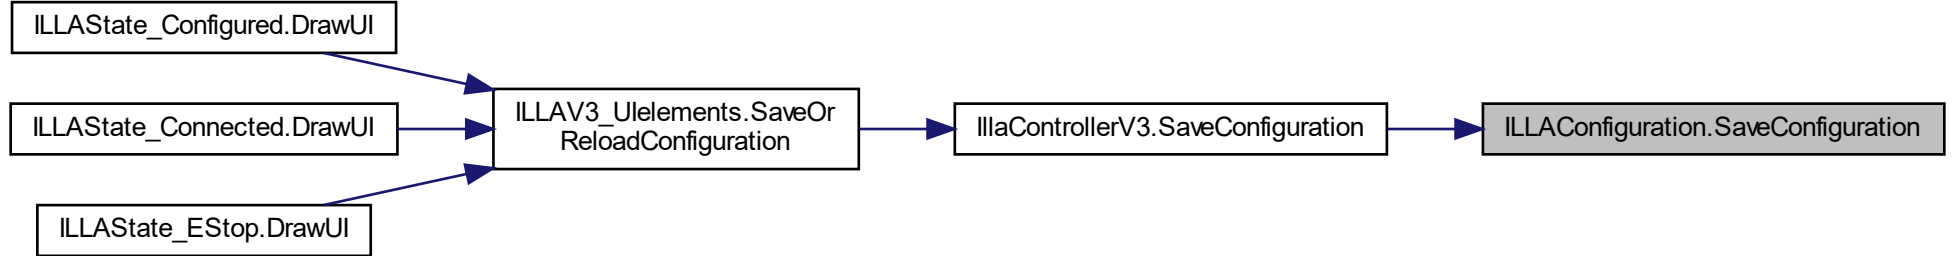 ILLAState_Configured.DrawUI
ILLAState_Connected.DrawUI
ILLAState_EStop.DrawUI
ILLAV3_UIelements.SaveOr
ReloadConfiguration
IllaControllerV3.SaveConfiguration
ILLAConfiguration.SaveConfiguration